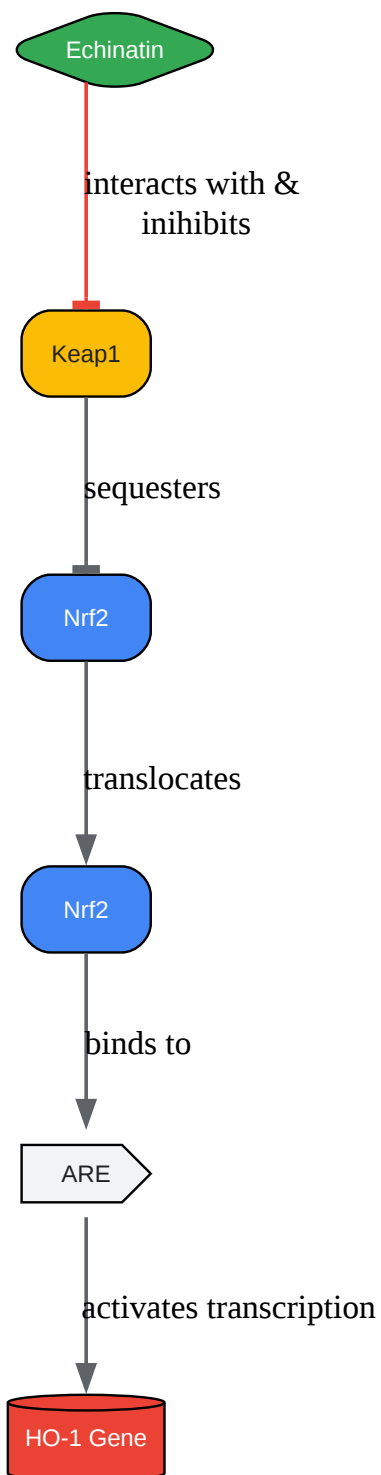 Echinatin
interacts with &
inihibits
Keap1
sequesters
Nrf2
translocates
Nrf2
binds to
ARE
activates transcription
HO-1 Gene